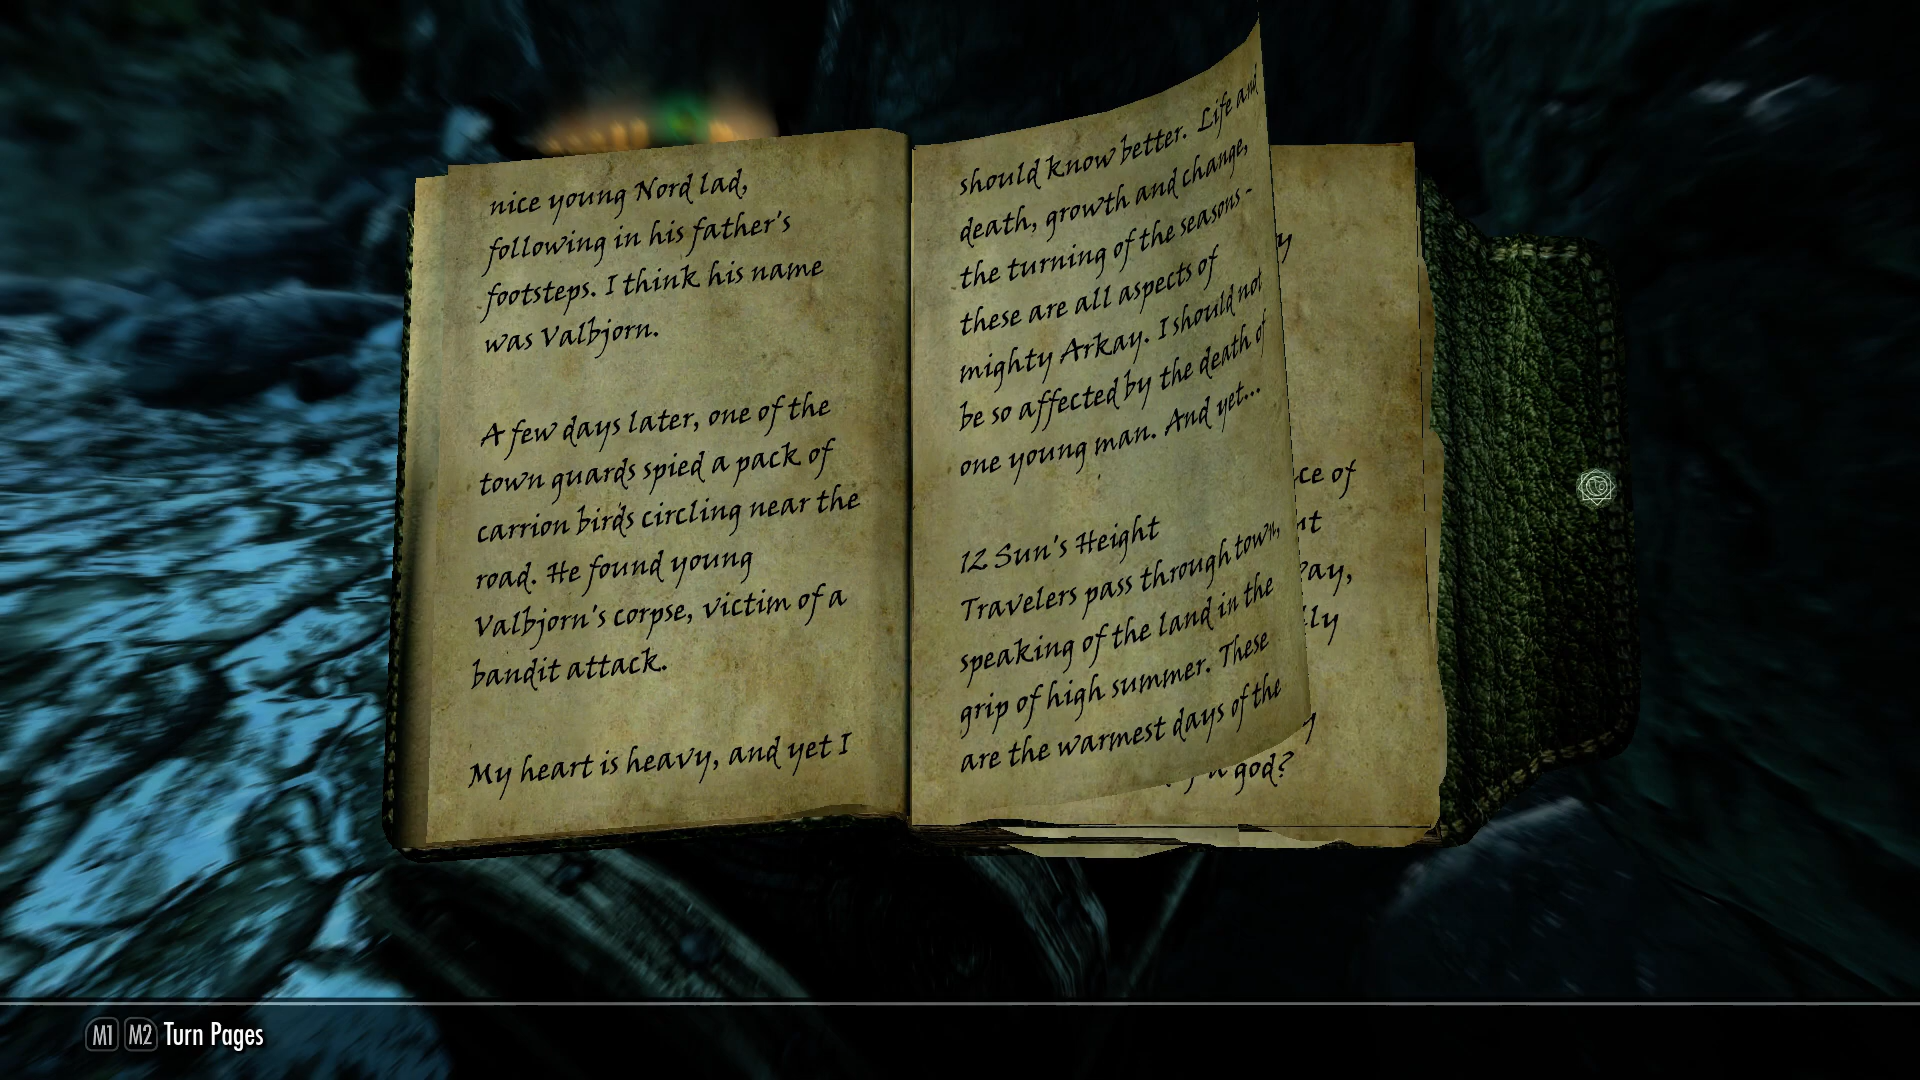 nice young Nord lad,
following in his father's
footsteps. I think his name
was Valbjorn.
A few days later, one of the
town guards spied a pack of
carrion birds circling near the
road. He found young
Valbjorn's corpse, victim of a
bandit attack.
My heart is heavy, and yet I
should know better. Life and
death, growth and change,
the turning of the seasons -
these are all aspects of
mighty Arkay. I should not
be so affected by the death of
one young man. And yet...
12 Sun's Height
Travelers pass through town,
speaking of the land in the
grip of high summer. These
are the warmest days of the
of
god?
M1 M2 Turn Pages